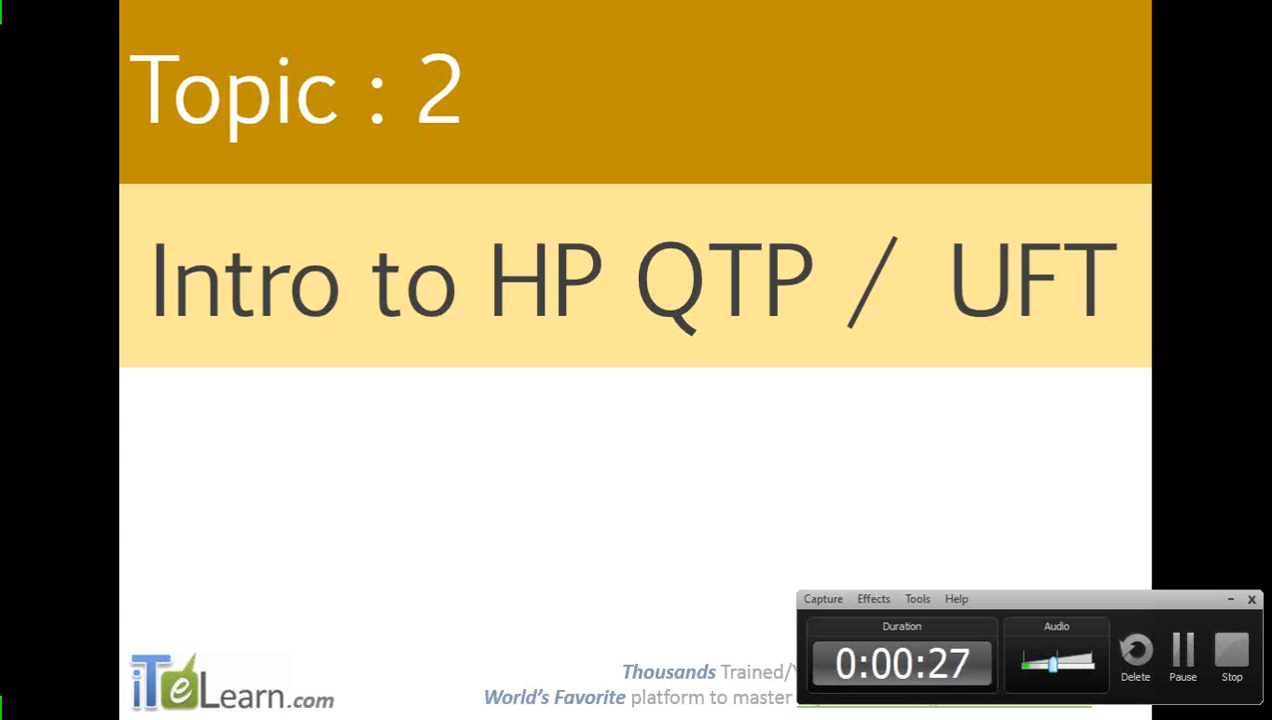 Topic : 2
Intro to HP QTP / UFT
iTeLearn.com
Thousands Trained/
World's Favorite platform to master
Capture Effects Tools Help
Duration
Audio
0:00:27
Delete Pause Stop